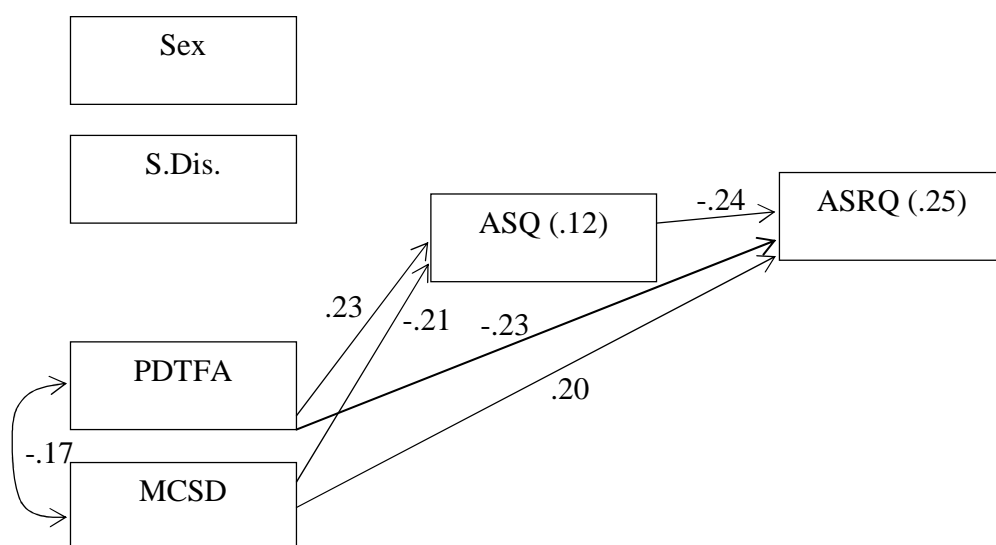 Sex
S.Dis.
ASQ (.12)
-.24
ASRQ (.25)
.23
-.21
-.23
.20
PDTFA
-.17
MCSD